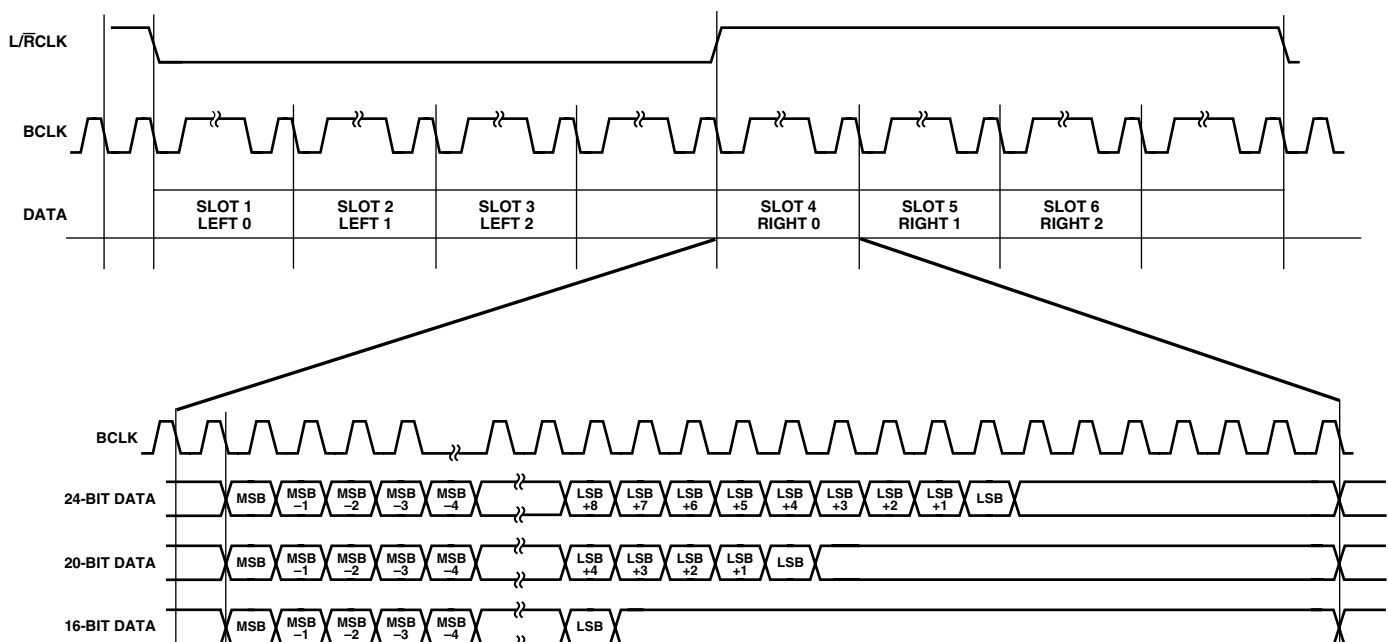 L/R̅CLK
BCLK
DATA
SLOT 1
LEFT 0
SLOT 2
LEFT 1
SLOT 3
LEFT 2
SLOT 4
RIGHT 0
SLOT 5
RIGHT 1
SLOT 6
RIGHT 2
BCLK
24-BIT DATA
MSB
MSB
–1
MSB
–2
MSB
–3
MSB
–4
LSB
+8
LSB
+7
LSB
+6
LSB
+5
LSB
+4
LSB
+3
LSB
+2
LSB
+1
LSB
20-BIT DATA
MSB
MSB
–1
MSB
–2
MSB
–3
MSB
–4
LSB
+4
LSB
+3
LSB
+2
LSB
+1
LSB
16-BIT DATA
MSB
MSB
–1
MSB
–2
MSB
–3
MSB
–4
LSB